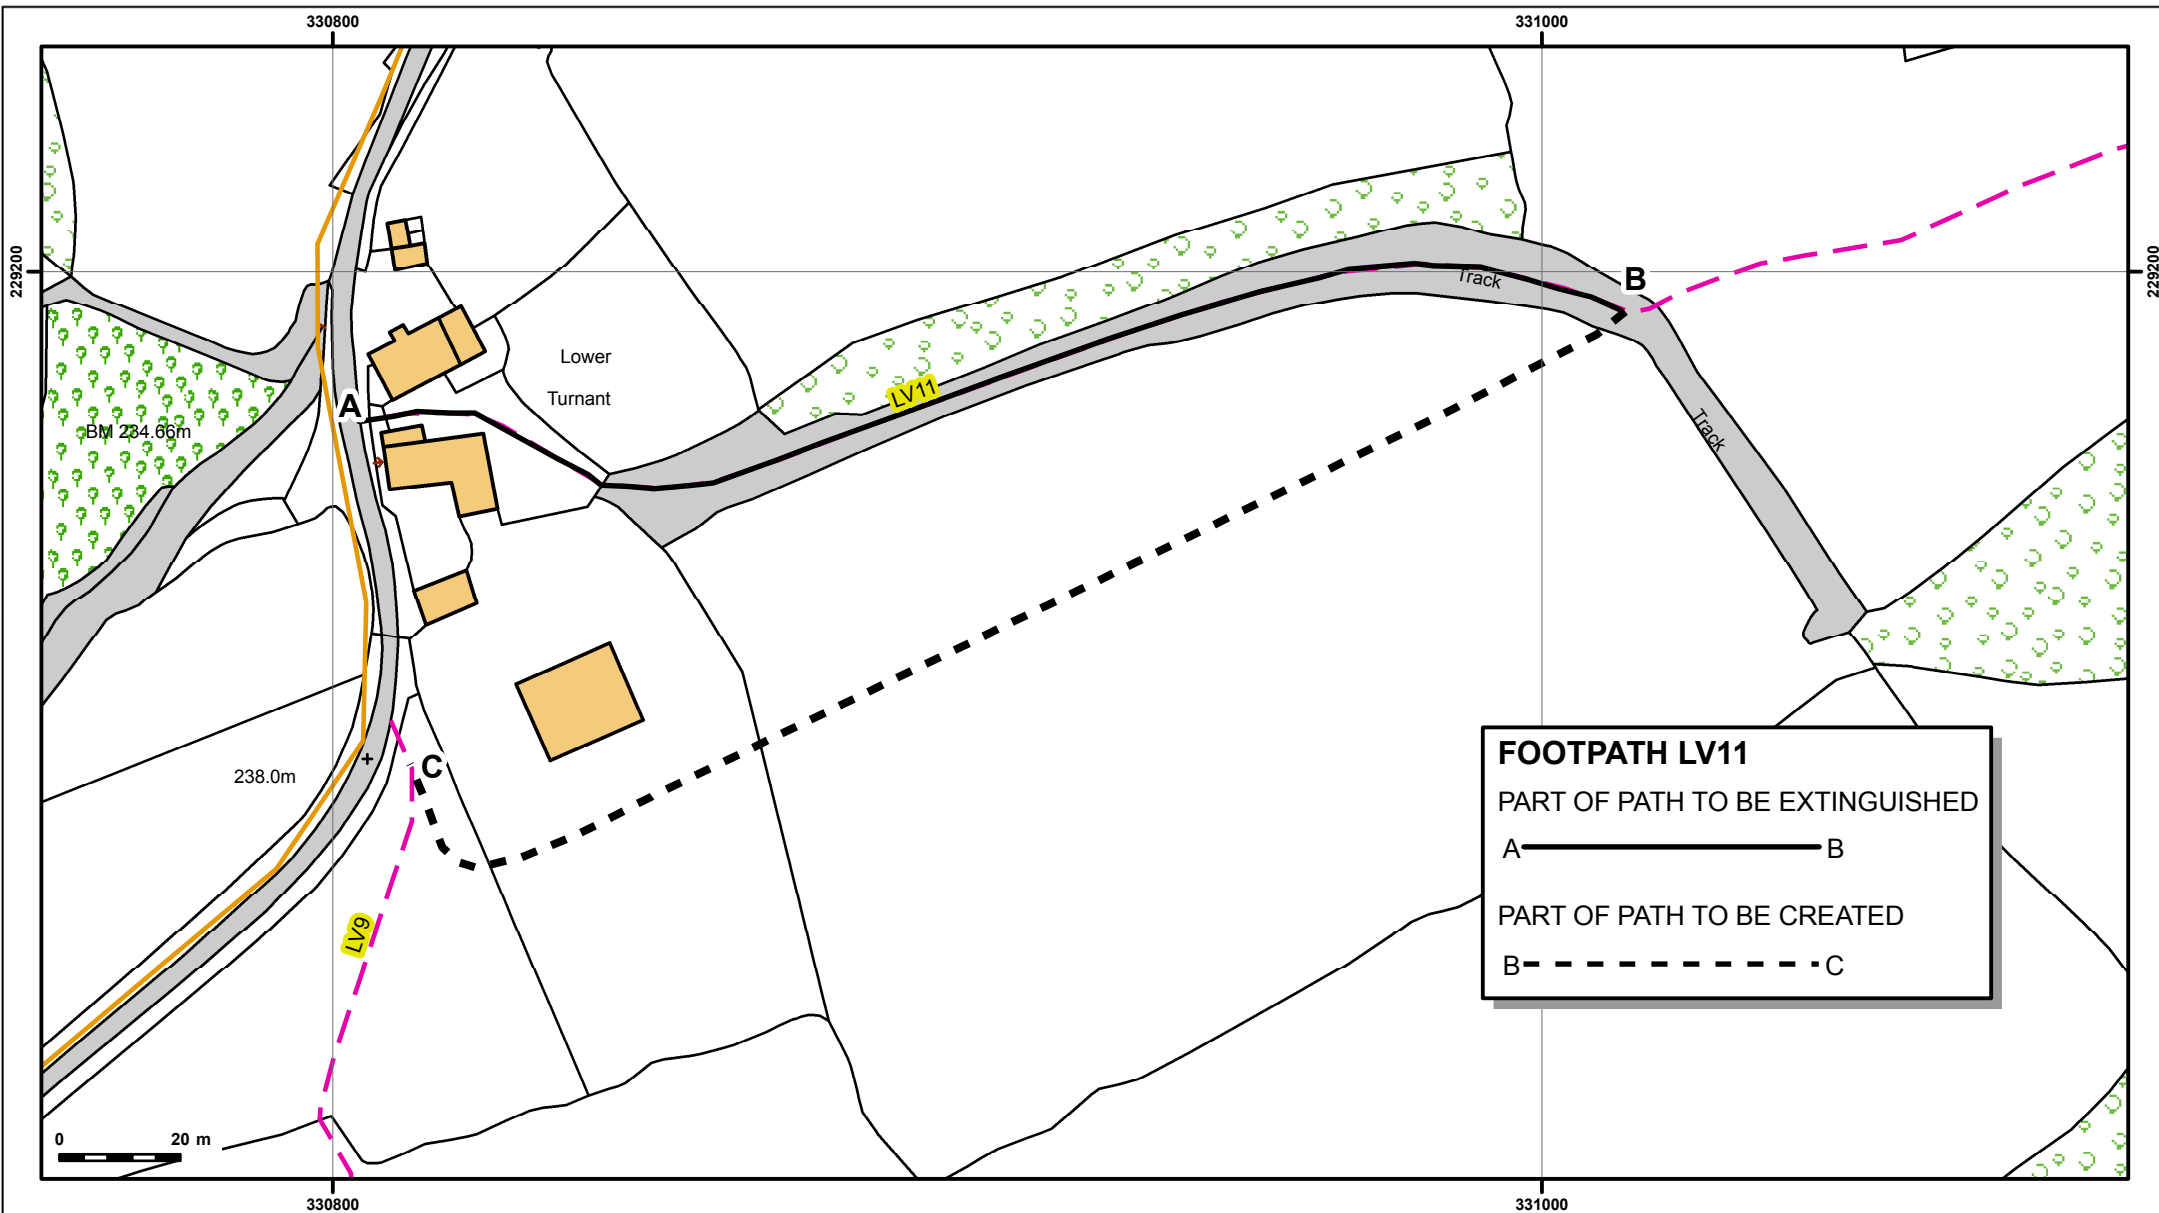 330800
331000
229200
229200
B
Track
Lower
LV11
Turnant
A
Track
BM 234.66m
C
238.0m
FOOTPATH LV11
PART OF PATH TO BE EXTINGUISHED
A B
PART OF PATH TO BE CREATED
B C
LV9
0 20 m
330800
331000